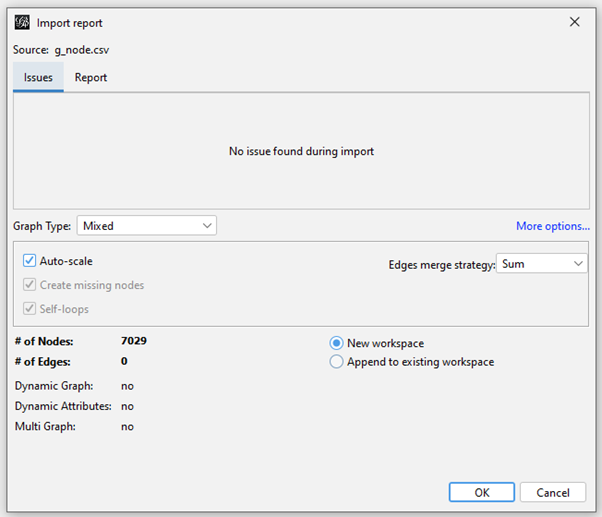 Import report
Source: g_node.csv
Issues Report
No issue found during import
Graph Type: Mixed More options...
Auto-scale Edges merge strategy: Sum
Create missing nodes
Self-loops
# of Nodes: 7029 New workspace
# of Edges: 0 Append to existing workspace
Dynamic Graph: no
Dynamic Attributes: no
Multi Graph: no
OK Cancel